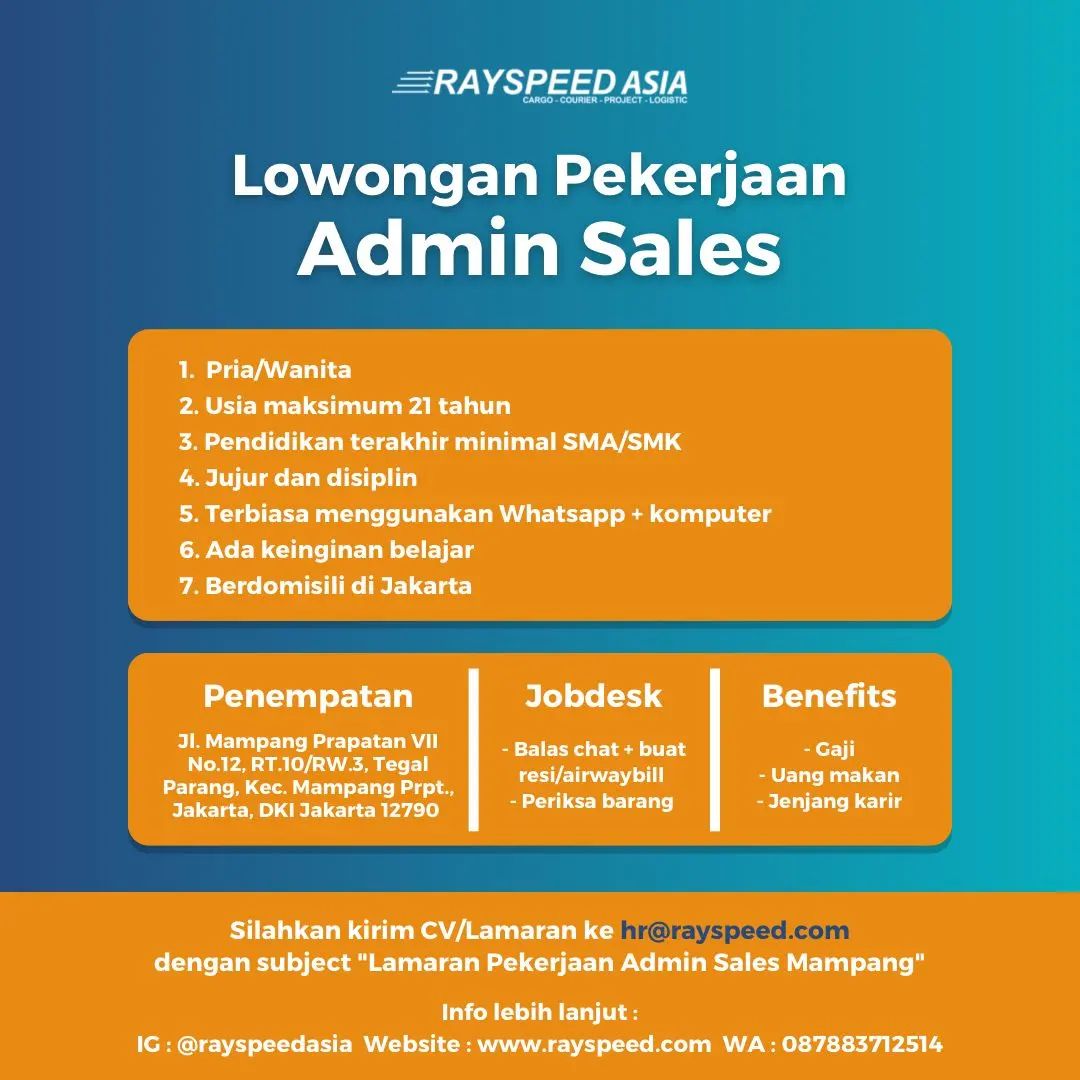 RAYSPEED ASIA
CARGO - COURIER - PROJECT - LOGISTIC
Lowongan Pekerjaan
Admin Sales
1. Pria/Wanita
2. Usia maksimum 21 tahun
3. Pendidikan terakhir minimal SMA/SMK
4. Jujur dan disiplin
5. Terbiasa menggunakan Whatsapp + komputer
6. Ada keinginan belajar
7. Berdomisili di Jakarta
Penempatan
Jl. Mampang Prapatan VII
No.12, RT.10/RW.3, Tegal
Parang, Kec. Mampang Prpt.,
Jakarta, DKI Jakarta 12790
Jobdesk
- Balas chat + buat
resi/airwaybill
- Periksa barang
Benefits
- Gaji
- Uang makan
- Jenjang karir
Silahkan kirim CV/Lamaran ke hr@rayspeed.com
dengan subject "Lamaran Pekerjaan Admin Sales Mampang"
Info lebih lanjut :
IG : @rayspeedasia Website : www.rayspeed.com WA : 087883712514